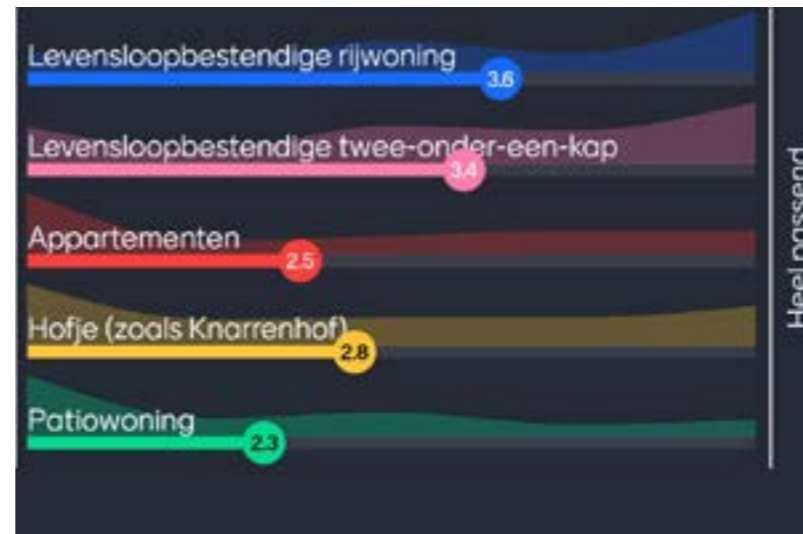 Levensloopbestendige rijwoning
3.6
Levensloopbestendige twee-onder-een-kap
3.4
Appartementen
2.5
Hofje (zoals Knarrenhof)
2.8
Patiowoning
2.3
Heel passend